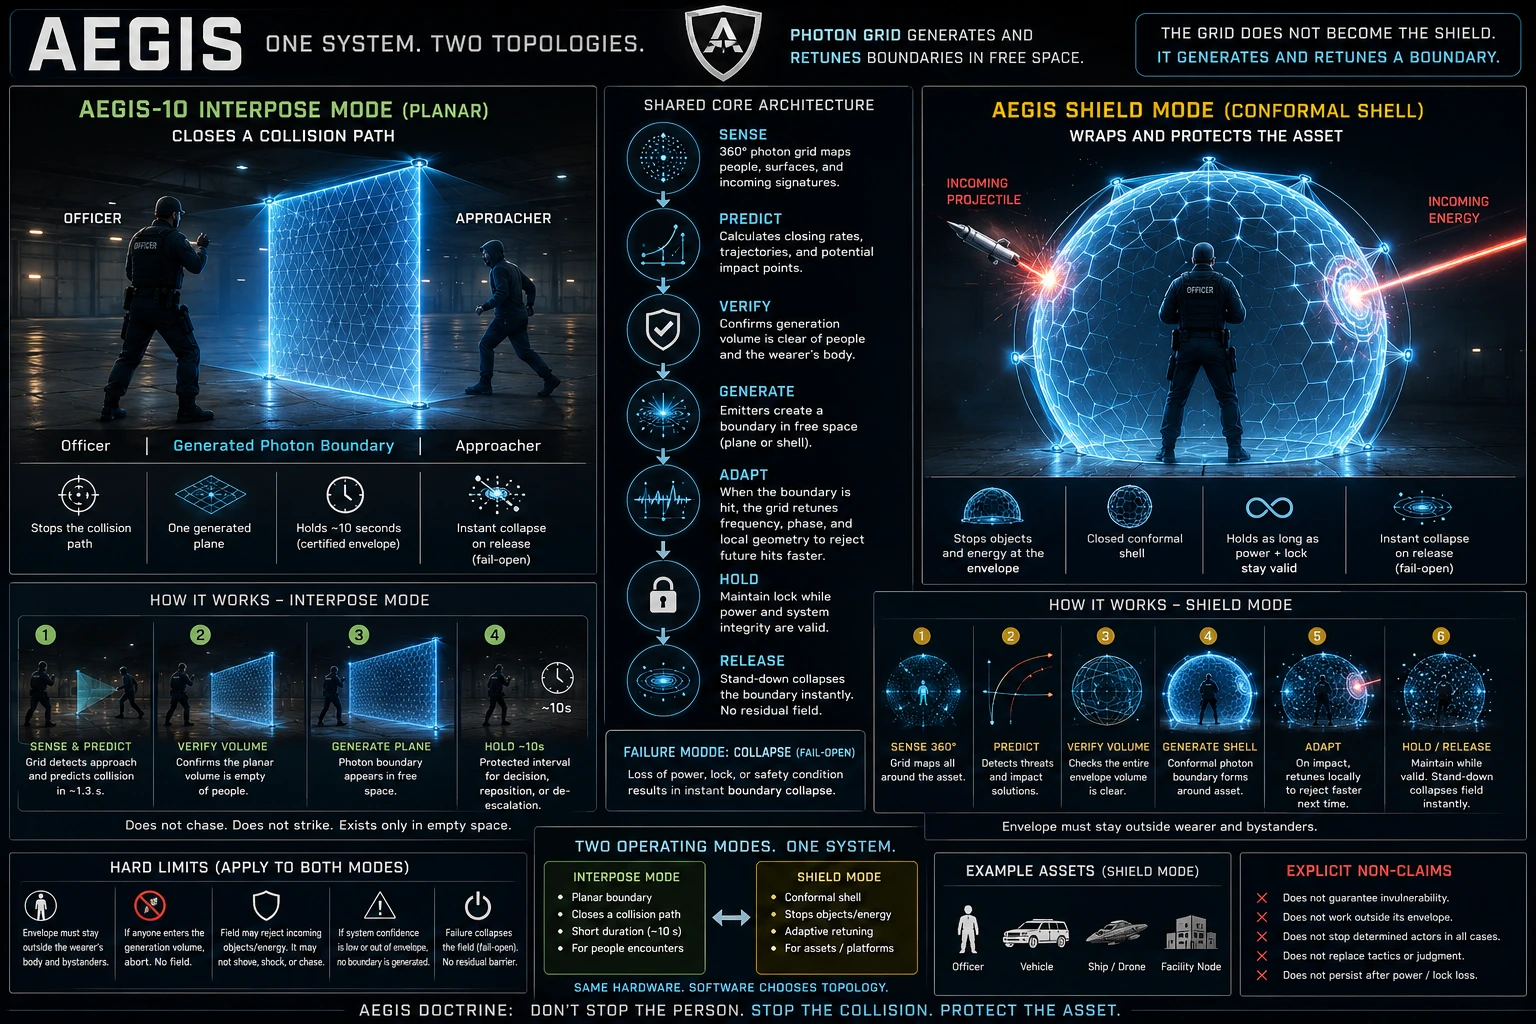 AEGIS
ONE SYSTEM. TWO TOPOLOGIES.
A
PHOTON GRID GENERATES AND
RETUNES BOUNDARIES IN FREE SPACE.
THE GRID DOES NOT BECOME THE SHIELD.
IT GENERATES AND RETUNES A BOUNDARY.
AEGIS-10 INTERPOSE MODE (PLANAR)
CLOSES A COLLISION PATH
OFFICER
OFFICER
APPROACHER
Officer
Generated Photon Boundary
Approacher
Stops the collision
path
One generated
plane
Holds ~10 seconds
(certified envelope)
Instant collapse
on release
(fail-open)
SHARED CORE ARCHITECTURE
SENSE
360° photon grid maps
people, surfaces, and
incoming signatures.
PREDICT
Calculates closing rates,
trajectories, and potential
impact points.
VERIFY
Confirms generation
volume is clear of people
and the wearer's body.
GENERATE
Emitters create a
boundary in free space
(plane or shell).
ADAPT
When the boundary is
hit, the grid retunes
frequency, phase, and
local geometry to reject
future hits faster.
HOLD
Maintain lock while
power and system
integrity are valid.
RELEASE
Stand-down collapses
the boundary instantly.
No residual field.
FAILURE MODDE: COLLAPSE (FAIL-OPEN)
Loss of power, lock, or safety condition
results in instant boundary collapse.
AEGIS SHIELD MODE (CONFORMAL SHELL)
WRAPS AND PROTECTS THE ASSET
INCOMING
PROJECTILE
INCOMING
ENERGY
OFFICER
Stops objects
and energy at the
envelope
Closed conformal
shell
Holds as long as
power + lock
stay valid
Instant collapse
on release
(fail-open)
HOW IT WORKS – INTERPOSE MODE
1
2
3
4
~10s
SENSE & PREDICT
Grid detects approach
and predicts collision
in ~1.3 s.
VERIFY VOLUME
Confirms the planar
volume is empty
of people.
GENERATE PLANE
Photon boundary
appears in free
space.
HOLD ~10s
Protected interval
for decision,
reposition, or de-
escalation.
Does not chase. Does not strike. Exists only in empty space.
HOW IT WORKS – SHIELD MODE
1
2
3
4
5
6
SENSE 360°
Grid maps all
around the asset.
PREDICT
Detects threats
and impact
solutions.
VERIFY VOLUME
Checks the entire
envelope volume
is clear.
GENERATE SHELL
Conformal photon
boundary forms
around asset.
ADAPT
On impact,
retunes locally
to reject faster
next time.
HOLD / RELEASE
Maintain while
valid. Stand-down
collapses field
instantly.
Envelope must stay outside wearer and bystanders.
HARD LIMITS (APPLY TO BOTH MODES)
Envelope must stay
outside the wearer's
body and bystanders.
If anyone enters the
generation volume,
abort. No field.
Field may reject incoming
objects/energy. It may
not shove, shock, or chase.
If system confidence
is low or out of envelope,
no boundary is generated.
Failure collapses
the field (fail-open).
No residual barrier.
TWO OPERATING MODES. ONE SYSTEM.
INTERPOSE MODE
• Planar boundary
• Closes a collision path
• Short duration (~10 s)
• For people encounters
SHIELD MODE
• Conformal shell
• Stops objects/energy
• Adaptive retuning
• For assets / platforms
SAME HARDWARE. SOFTWARE CHOOSES TOPOLOGY.
EXAMPLE ASSETS (SHIELD MODE)
Officer
Vehicle
Ship / Drone
Facility Node
EXPLICIT NON-CLAIMS
Does not guarantee invulnerability.
Does not work outside its envelope.
Does not stop determined actors in all cases.
Does not replace tactics or judgment.
Does not persist after power / lock loss.
AEGIS DOCTRINE: DON'T STOP THE PERSON. STOP THE COLLISION. PROTECT THE ASSET.